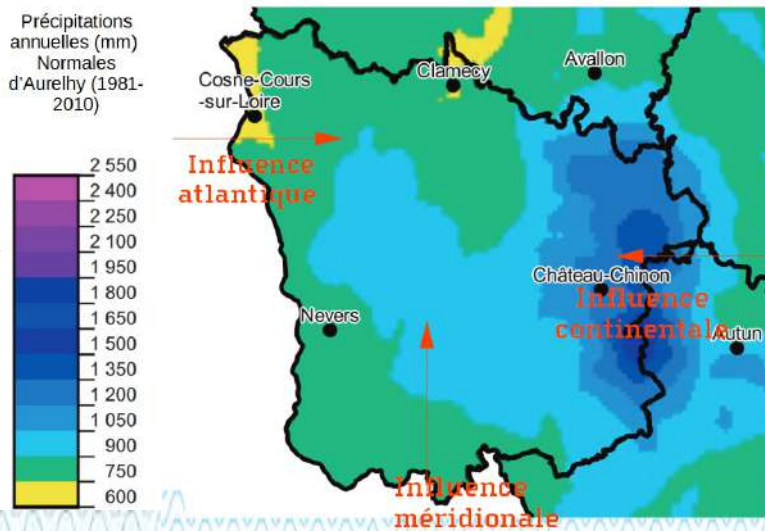 Précipitations
annuelles (mm)
Normales
d'Aurelhy (1981-
2010)
2 550
2 400
2 250
2 100
1 950
1 800
1 650
1 500
1 350
1 200
1 050
900
750
600
Cosne-Cours
-sur-Loire
Clamecy
Avallon
Influence
atlantique
Château-Chinon
Influence
continentale
Autun
Nevers
Influence
méridionale